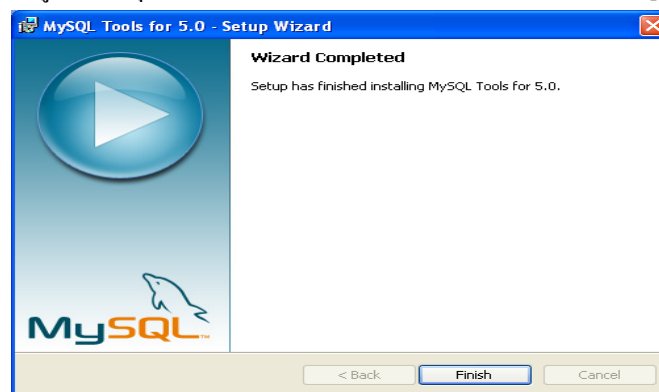 MySQL Tools for 5.0 - Setup Wizard
Wizard Completed
Setup has finished installing MySQL Tools for 5.0.
MySQL
< Back
Finish
Cancel